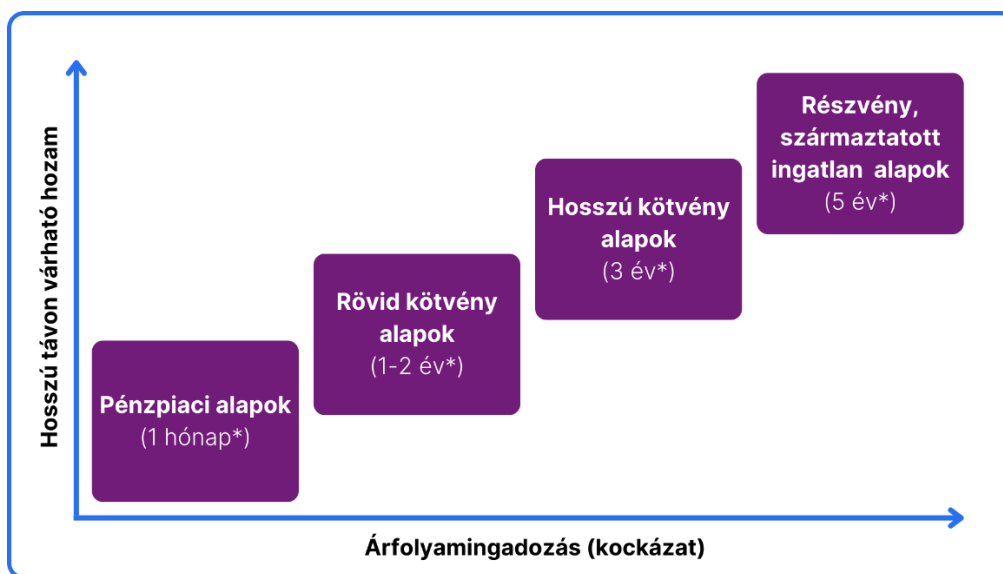 Hosszú távon várható hozam
Részvény,
származtatott
ingatlan alapok
(5 év*)
Hosszú kötvény
alapok
(3 év*)
Rövid kötvény
alapok
(1-2 év*)
Pénzpiaci alapok
(1 hónap*)
Árfolyamingadozás (kockázat)